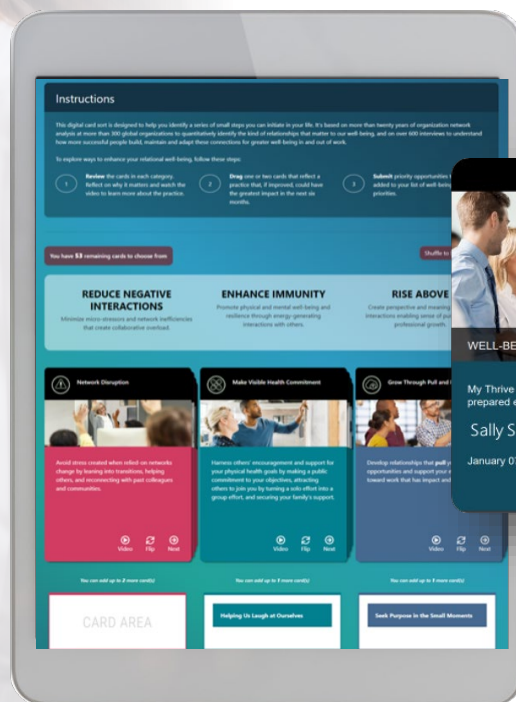 Instructions
This digital card sort is designed to help you identify a series of small steps you can initiate in your life. It's based on more than twenty years of organization network
analysis at more than 300 global organizations to quantitatively identify the kind of relationships that matter to our well-being, and on over 600 interviews to understand
how more successful people build, maintain and adapt these connections for greater well-being in and out of work.
To explore ways to enhance your relational well-being, follow these steps:
1
Review the cards in each category.
Reflect on why it matters and watch the
video to learn more about the practice.
2
Drag one or two cards that reflect a
practice that, if improved, could have
the greatest impact in the next six
months.
3
Submit priority opportunities
added to your list of well-being
priorities.
You have 53 remaining cards to choose from
Shuffle to
REDUCE NEGATIVE
INTERACTIONS
Minimize micro-stressors and network inefficiencies
that create collaborative overload.
ENHANCE IMMUNITY
Promote physical and mental well-being and
resilience through energy-generating
interactions with others.
RISE ABOVE
Create perspective and meaning
interactions enabling sense of
professional growth.
Network Disruption
Avoid stress created when relied on networks
change by leaning into transitions, helping
others, and reconnecting with past colleagues
and communities.
Video Flip Next
Make Visible Health Commitment
Harness others' encouragement and support for
your physical health goals by making a public
commitment to your objectives, attracting
others to join you by turning a solo effort into a
group effort, and securing your family's support.
Video Flip Next
Grow Through Pull and
Develop relationships that pull
opportunities and support your
toward work that has impact and
Video Flip Next
You can add up to 2 more card(s)
You can add up to 1 more card(s)
You can add up to 1 more card(s)
CARD AREA
Helping Us Laugh at Ourselves
Seek Purpose in the Small Moments
WELL-BE
My Thrive
prepared
Sally S
January 0